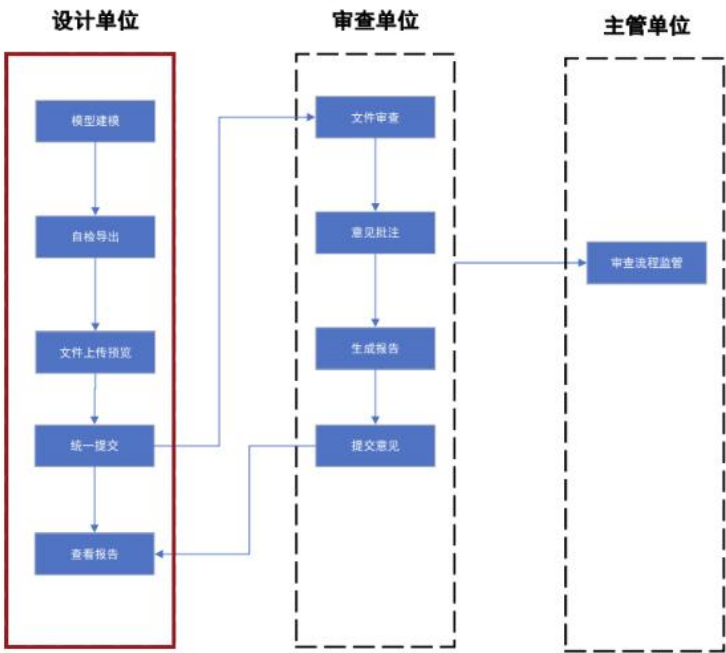 设计单位
审查单位
主管单位
模型建模
自检导出
文件上传预览
统一提交
查看报告
文件审查
意见批注
生成报告
提交意见
审查流程监管